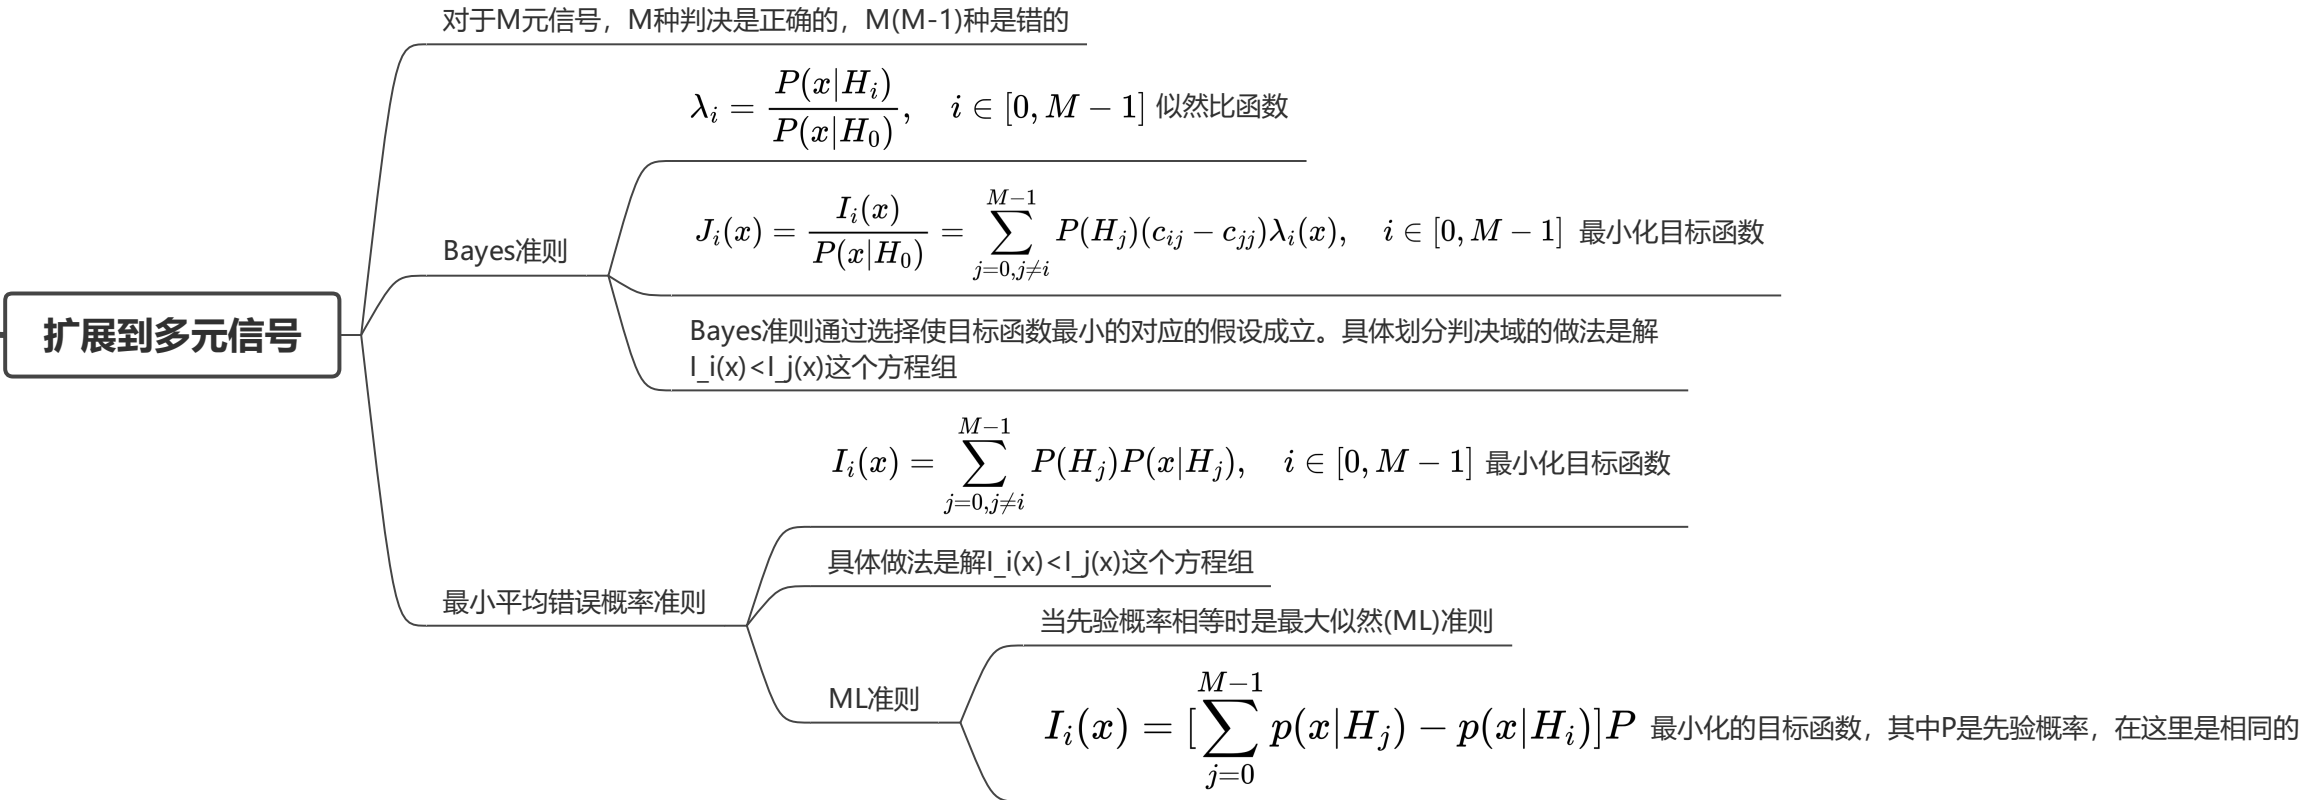 对于M元信号，M种判决是正确的，M(M-1)种是错的
λ_i = P(x|H_i) / P(x|H_0), i ∈ [0, M − 1] 似然比函数
J_i(x) = I_i(x) / P(x|H_0) = ∑_{j=0,j≠i}^{M−1} P(H_j)(c_{ij} − c_{jj})λ_i(x), i ∈ [0, M − 1] 最小化目标函数
Bayes准则
Bayes准则通过选择使目标函数最小的对应的假设成立。具体划分判决域的做法是解
I_i(x)<I_j(x)这个方程组
扩展到多元信号
I_i(x) = ∑_{j=0,j≠i}^{M−1} P(H_j)P(x|H_j), i ∈ [0, M − 1] 最小化目标函数
具体做法是解I_i(x)<I_j(x)这个方程组
最小平均错误概率准则
当先验概率相等时是最大似然(ML)准则
ML准则
I_i(x) = [∑_{j=0}^{M−1} p(x|H_j) − p(x|H_i)]P 最小化的目标函数，其中P是先验概率，在这里是相同的